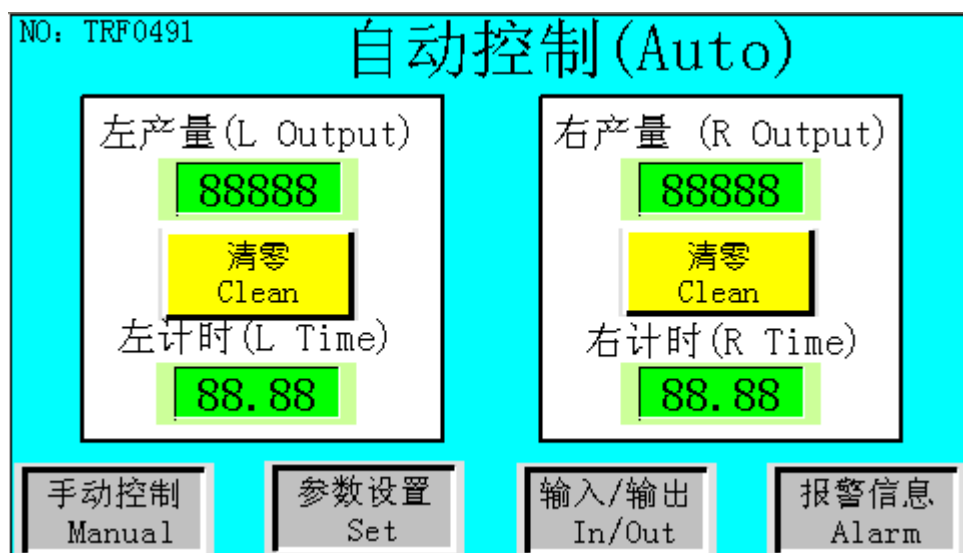 NO: TRF0491
自动控制(Auto)
左产量(L Output)
88888
清零
Clean
左计时(L Time)
88.88
右产量 (R Output)
88888
清零
Clean
右计时(R Time)
88.88
手动控制
Manual
参数设置
Set
输入/输出
In/Out
报警信息
Alarm